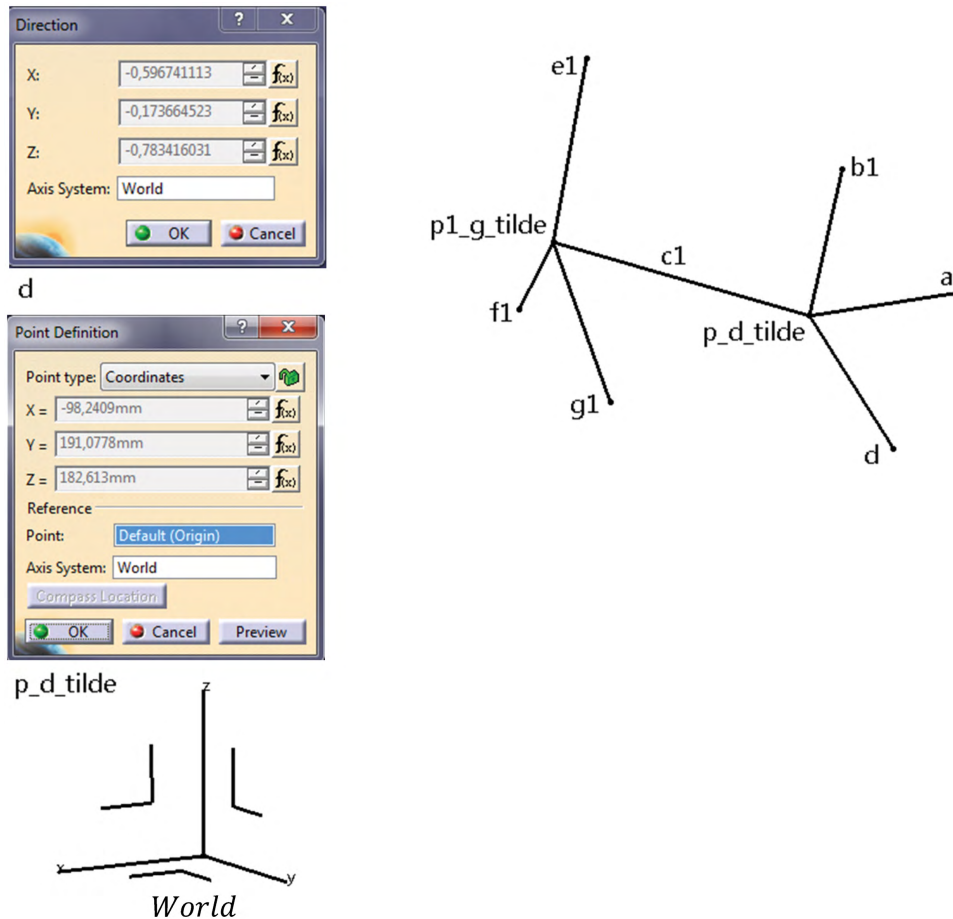 Direction
? X
X: -0,596741113 f(x)
Y: -0,173664523 f(x)
Z: -0,783416031 f(x)
Axis System: World
OK Cancel
d
Point Definition
? X
Point type: Coordinates
X = -98,2409mm f(x)
Y = 191,0778mm f(x)
Z = 182,613mm f(x)
Reference
Point: Default (Origin)
Axis System: World
Compass Location
OK Cancel Preview
p_d_tilde
z
x
y
World
e1
b1
p1_g_tilde
c1
a
f1
p_d_tilde
g1
d